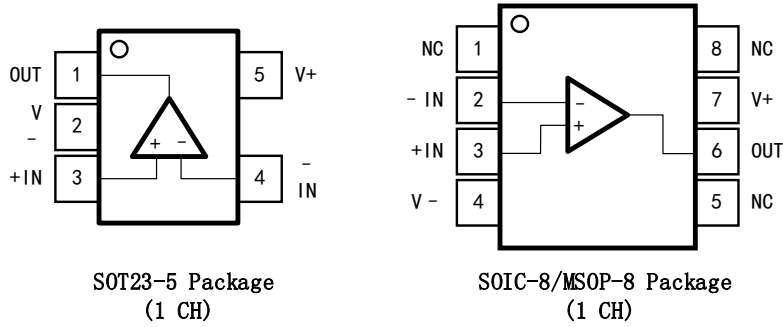 OUT 1 5 V+
V
-
2
+IN 3 4 -
IN
+ -
SOT23-5 Package
(1 CH)
NC 1 8 NC
-IN 2 7 V+
+IN 3 6 OUT
V- 4 5 NC
-
+
SOIC-8/MSOP-8 Package
(1 CH)